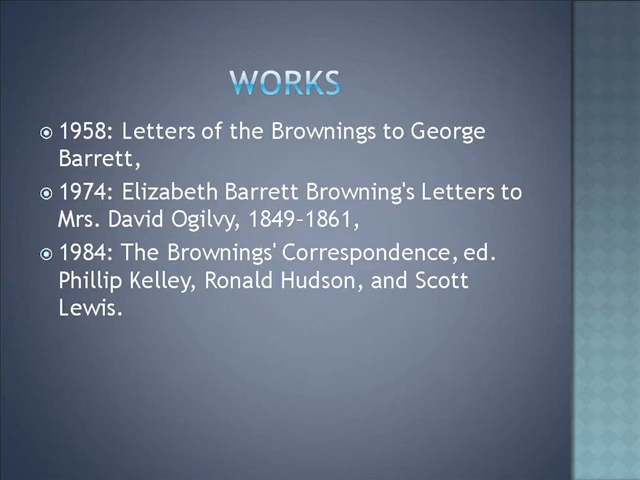 WORKS
1958: Letters of the Brownings to George
Barrett,
1974: Elizabeth Barrett Browning's Letters to
Mrs. David Ogilvy, 1849–1861,
1984: The Brownings' Correspondence, ed.
Phillip Kelley, Ronald Hudson, and Scott
Lewis.